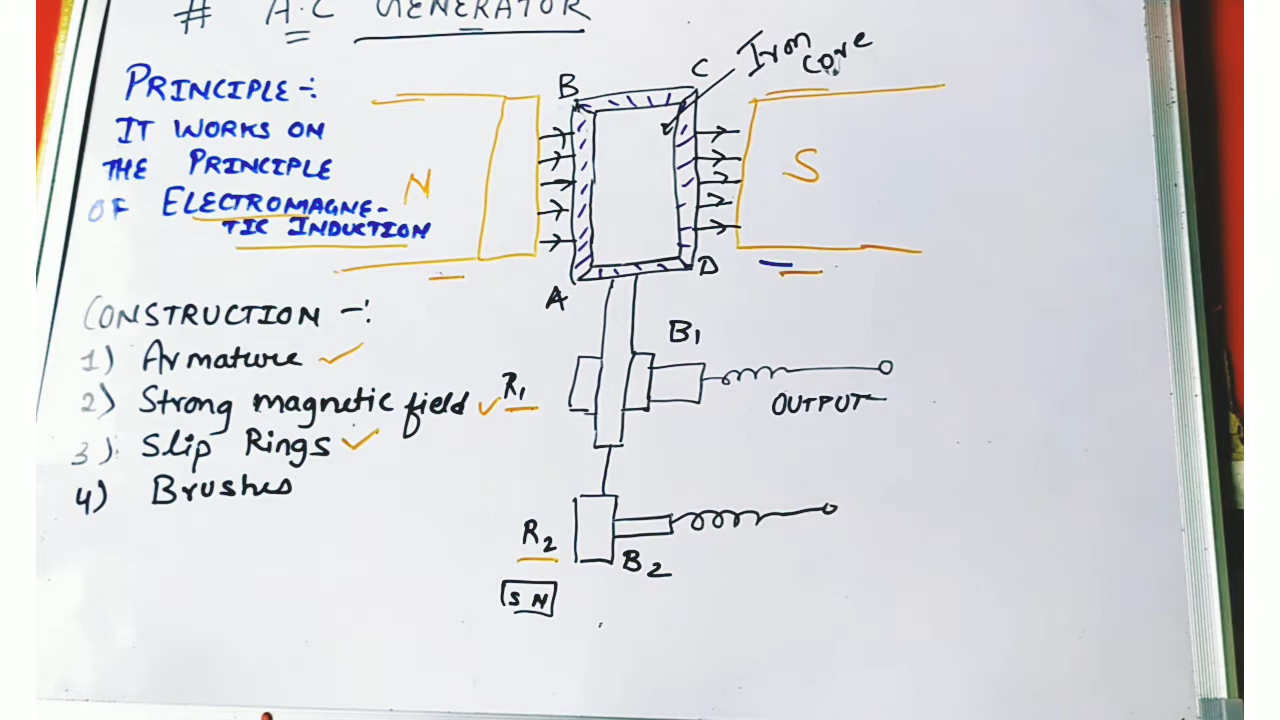 # A.C GENERATOR
PRINCIPLE-:
IT WORKS ON
THE PRINCIPLE
OF ELECTROMAGNE-
TIC INDUCTION
CONSTRUCTION -:
1) Armature ✓
2) Strong magnetic field ✓
3) Slip Rings ✓
4) Brushes
N
B
C
Iron
core
S
A
D
B1
R1
OUTPUT
R2
B2
S N